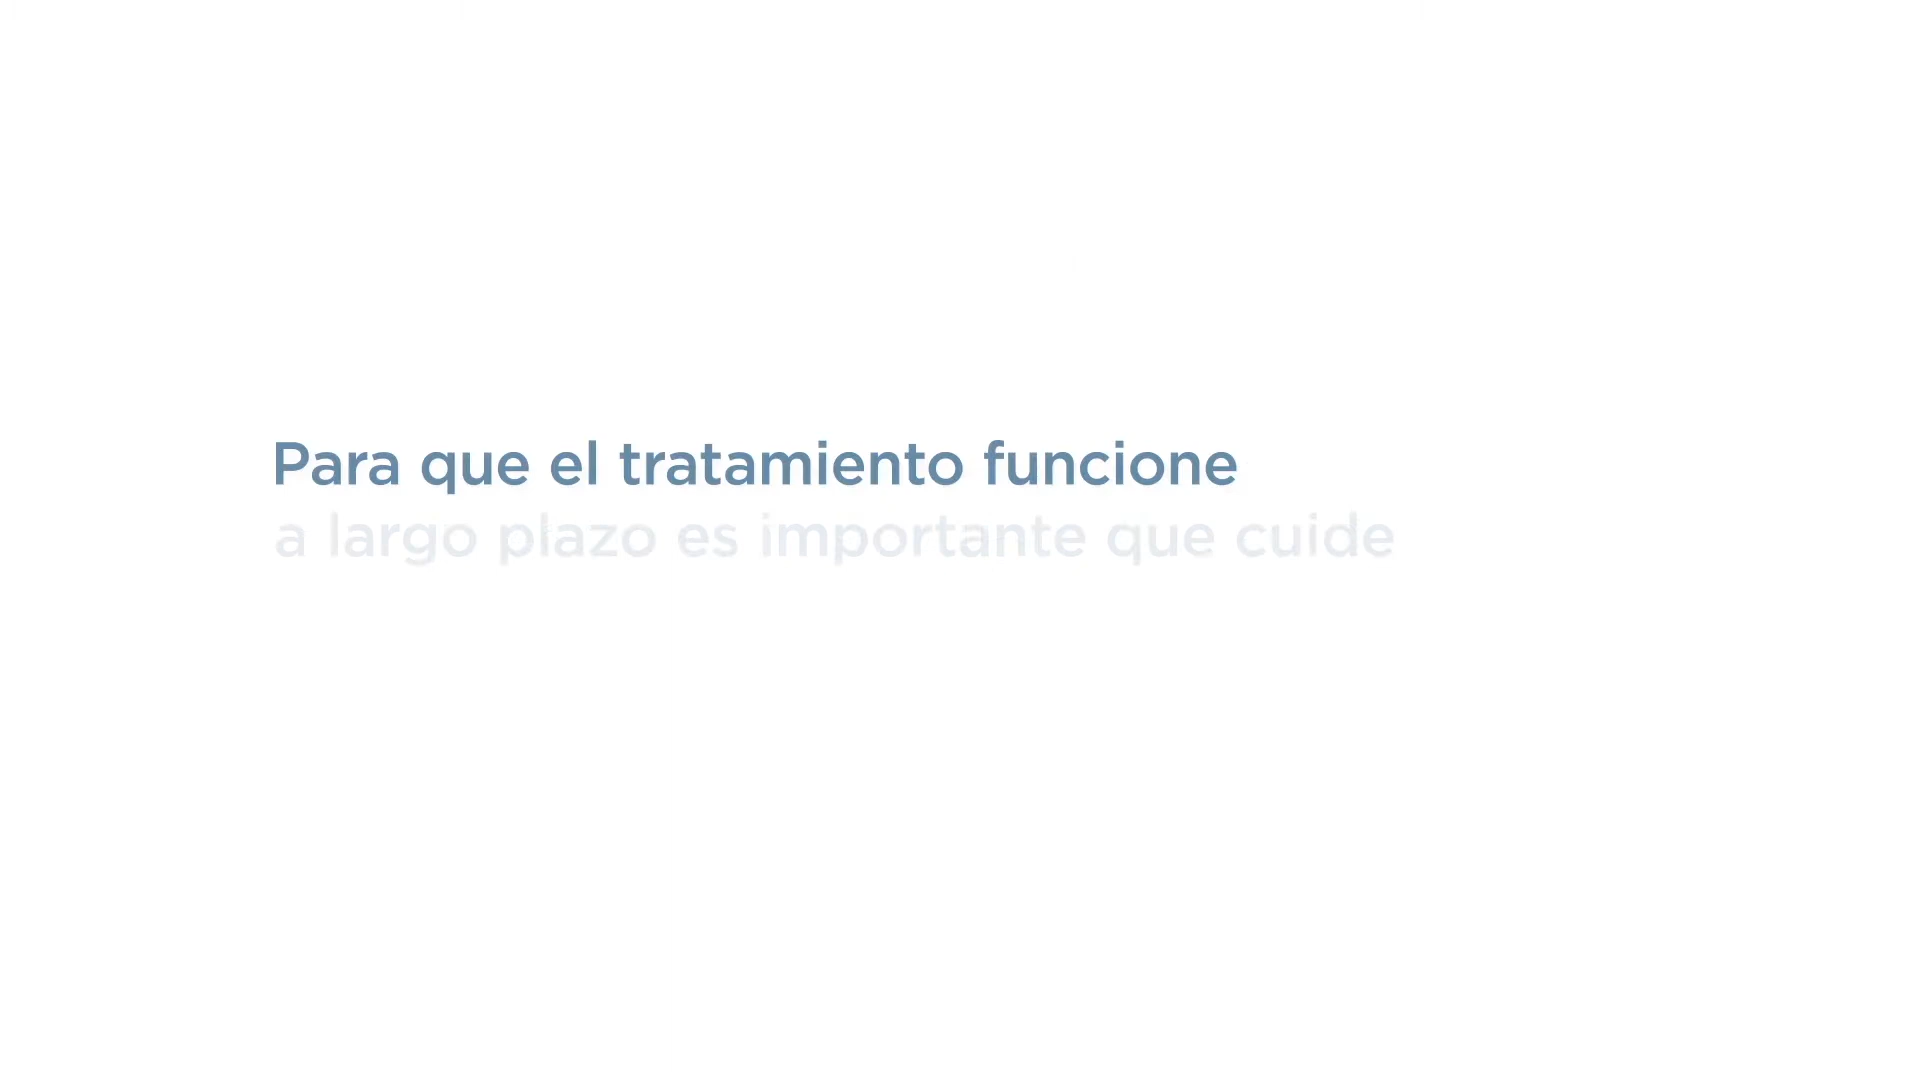 Para que el tratamiento funcione
a largo plazo es importante que cuide